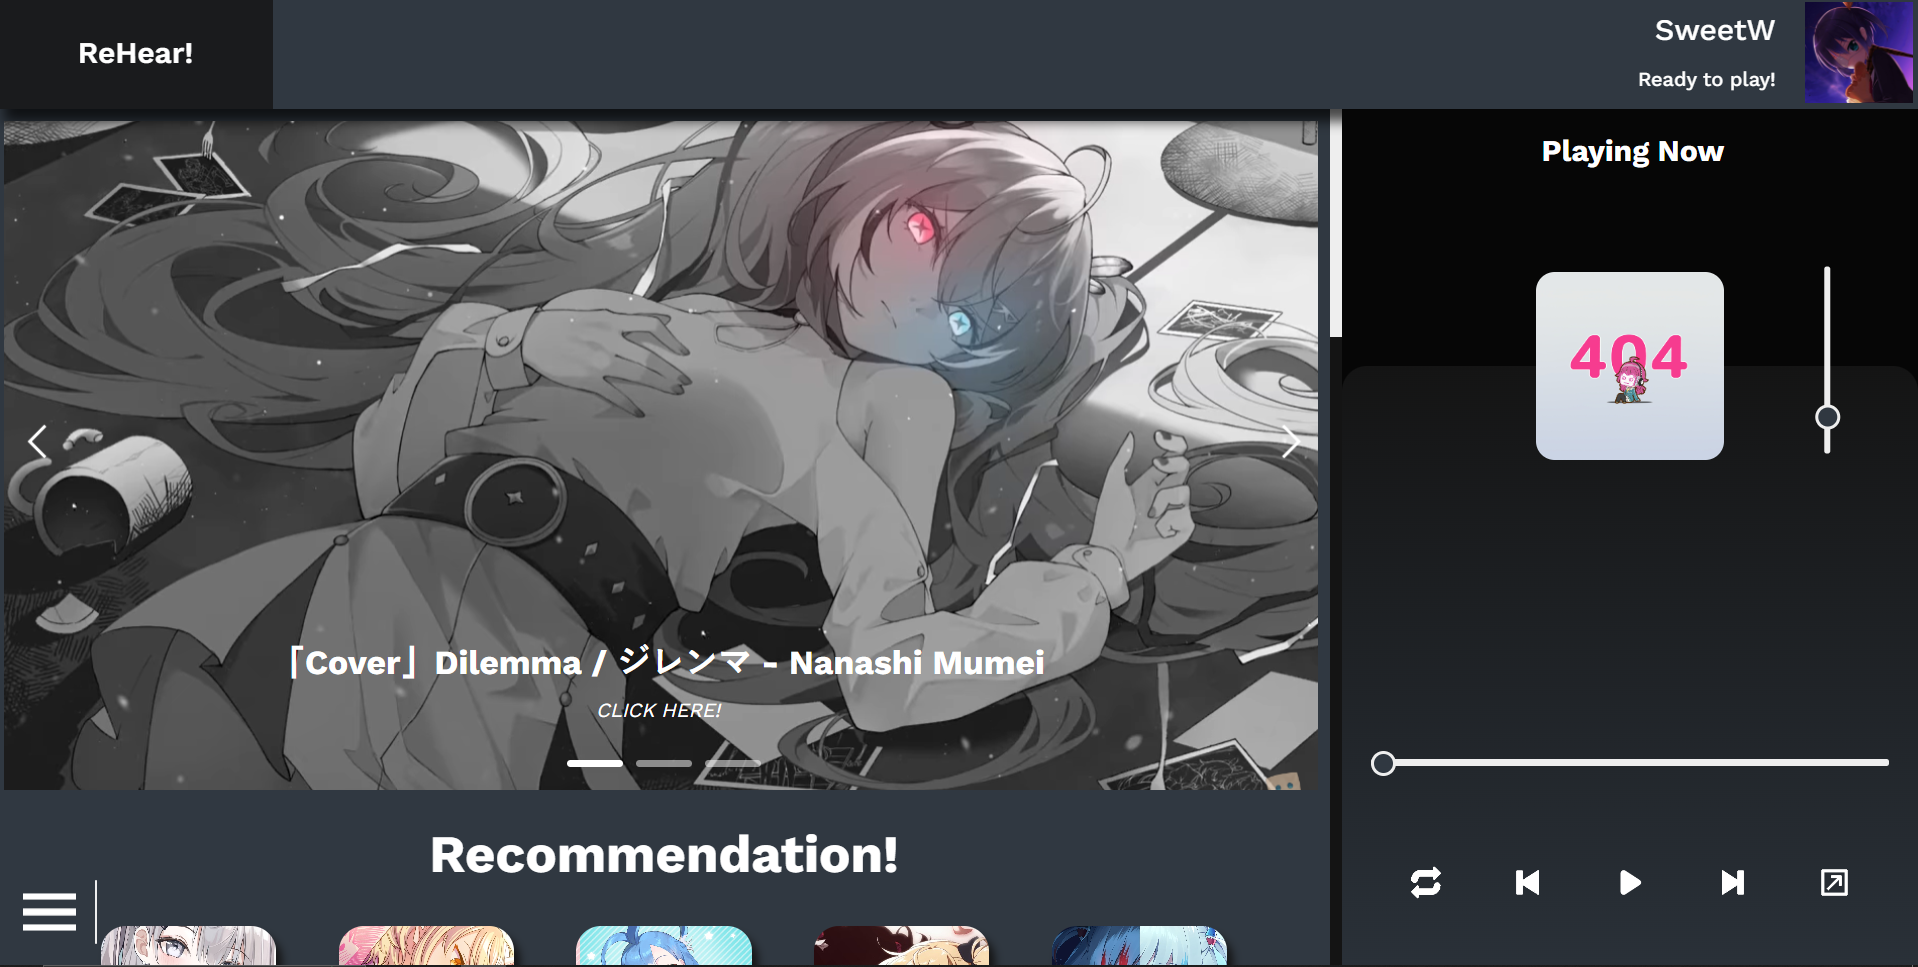 ReHear!
SweetW
Ready to play!
Playing Now
404
「Cover」Dilemma / ジレンマ - Nanashi Mumei
CLICK HERE!
Recommendation!